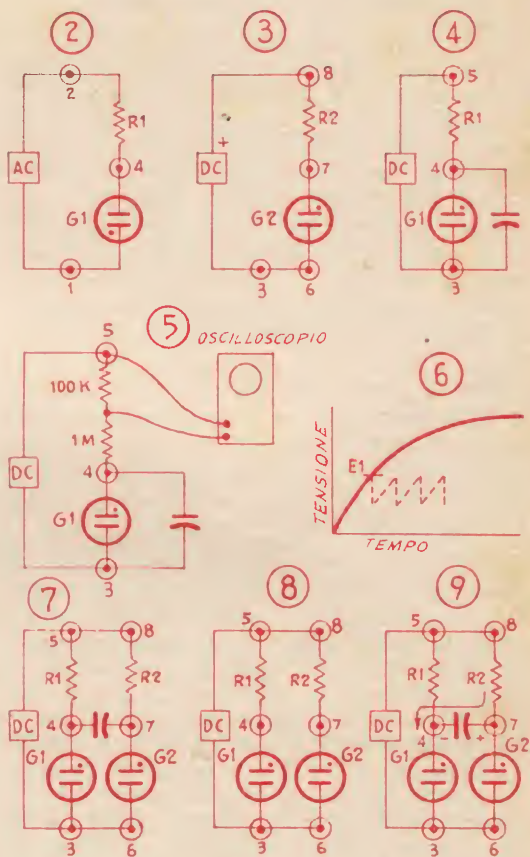 2
2
R1
AC
4
G1
1
3
8
R2
+
DC
7
G2
3
6
4
5
R1
DC
4
G1
3
5
OSCILLOSCOPIO
5
100K
1M
4
DC
G1
3
6
TENSIONE
E1
TEMPO
7
5
8
R1
R2
DC
4
7
G1
G2
3
6
8
5
8
R1
R2
DC
4
7
G1
G2
3
6
9
5
8
R1
R2
DC
4
- +
7
G1
G2
3
6